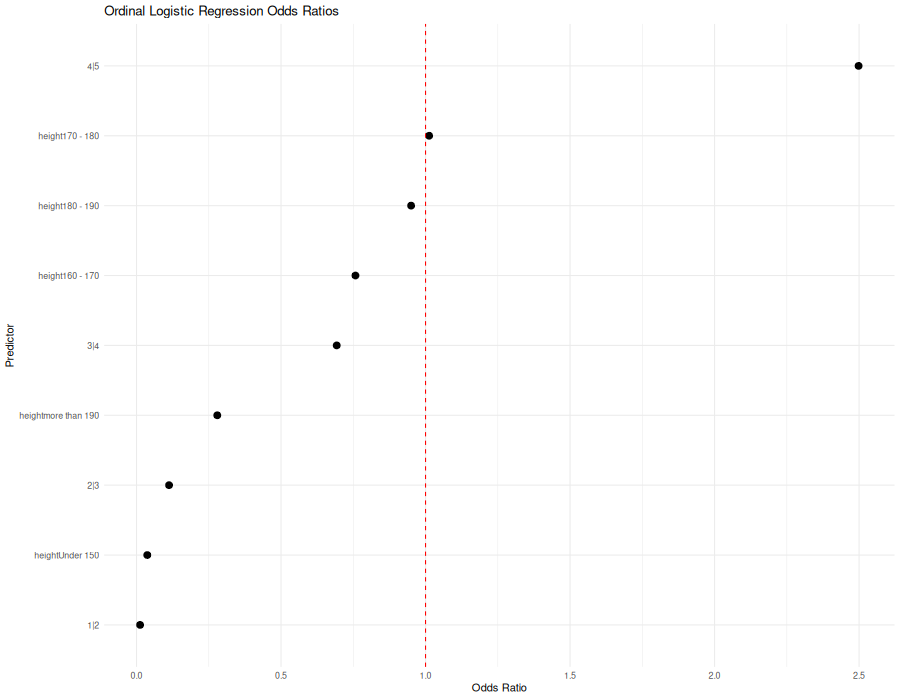 Ordinal Logistic Regression Odds Ratios
4|5
height170 - 180
height180 - 190
height160 - 170
3|4
heightmore than 190
2|3
heightUnder 150
1|2
Predictor
0.0 0.5 1.0 1.5 2.0 2.5
Odds Ratio